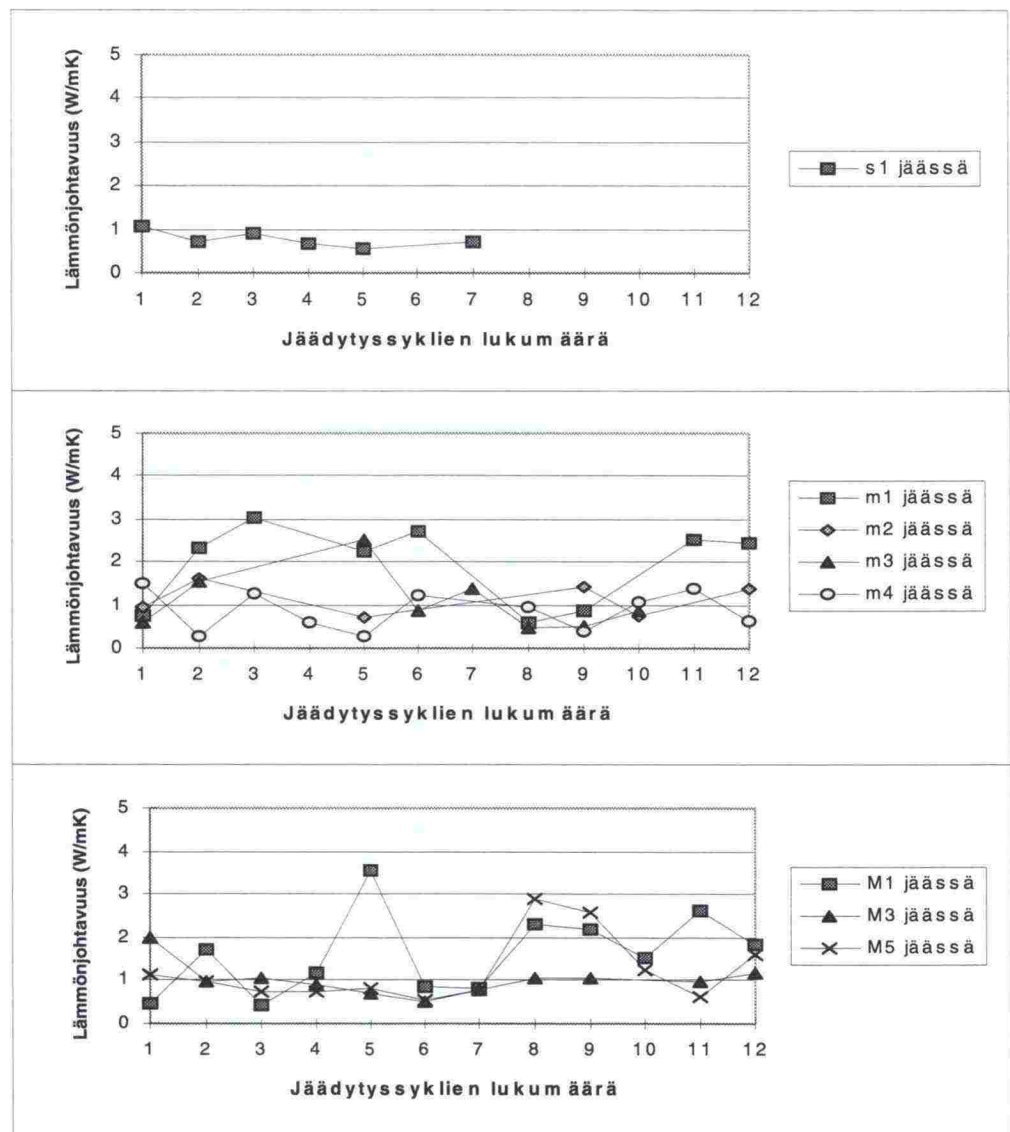 Lämmönjohtavuus (W/mK)
5
4
3
2
1
0
1 2 3 4 5 6 7 8 9 10 11 12
Jäädytyssyklien lukumäärä
s1 jäässä
Lämmönjohtavuus (W/mK)
5
4
3
2
1
0
1 2 3 4 5 6 7 8 9 10 11 12
Jäädytyssyklien lukumäärä
m1 jäässä
m2 jäässä
m3 jäässä
m4 jäässä
Lämmönjohtavuus (W/mK)
5
4
3
2
1
0
1 2 3 4 5 6 7 8 9 10 11 12
Jäädytyssyklien lukumäärä
M1 jäässä
M3 jäässä
M5 jäässä